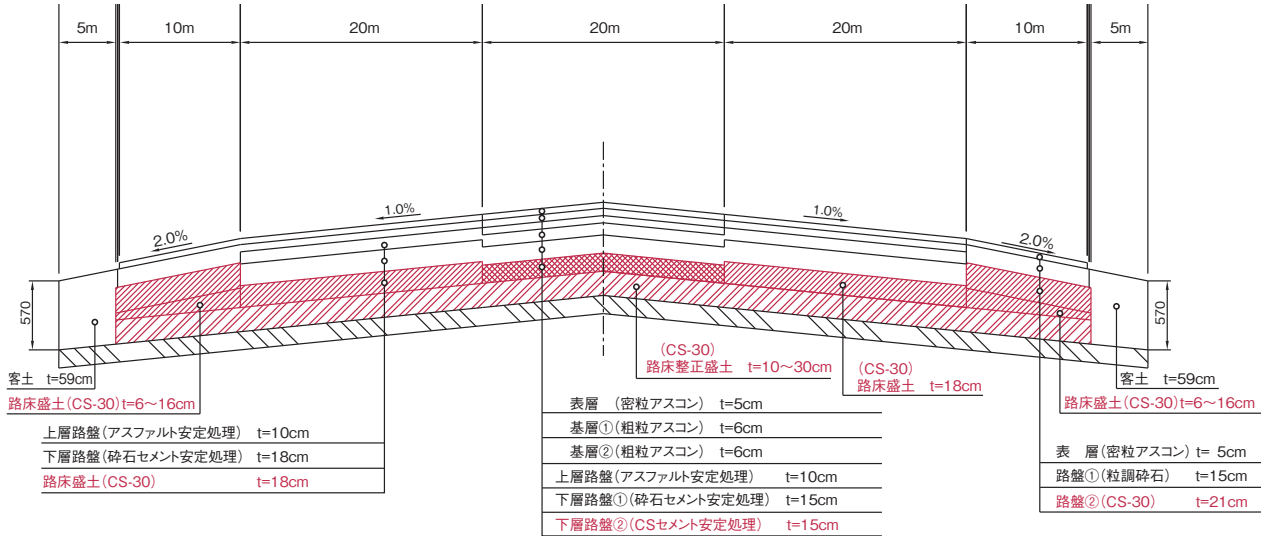 5m
10m
20m
20m
20m
10m
5m
1.0%
1.0%
2.0%
2.0%
570
570
客土 t=59cm
路床盛土(CS-30)t=6～16cm
上層路盤(アスファルト安定処理) t=10cm
下層路盤(砕石セメント安定処理) t=18cm
路床盛土(CS-30) t=18cm
(CS-30)
路床整正盛土 t=10～30cm
(CS-30)
路床盛土 t=18cm
表層 (密粒アスコン) t=5cm
基層①(粗粒アスコン) t=6cm
基層②(粗粒アスコン) t=6cm
上層路盤(アスファルト安定処理) t=10cm
下層路盤①(砕石セメント安定処理) t=15cm
下層路盤②(CSセメント安定処理) t=15cm
客土 t=59cm
路床盛土(CS-30)t=6～16cm
表 層(密粒アスコン) t= 5cm
路盤①(粒調砕石) t=15cm
路盤②(CS-30) t=21cm